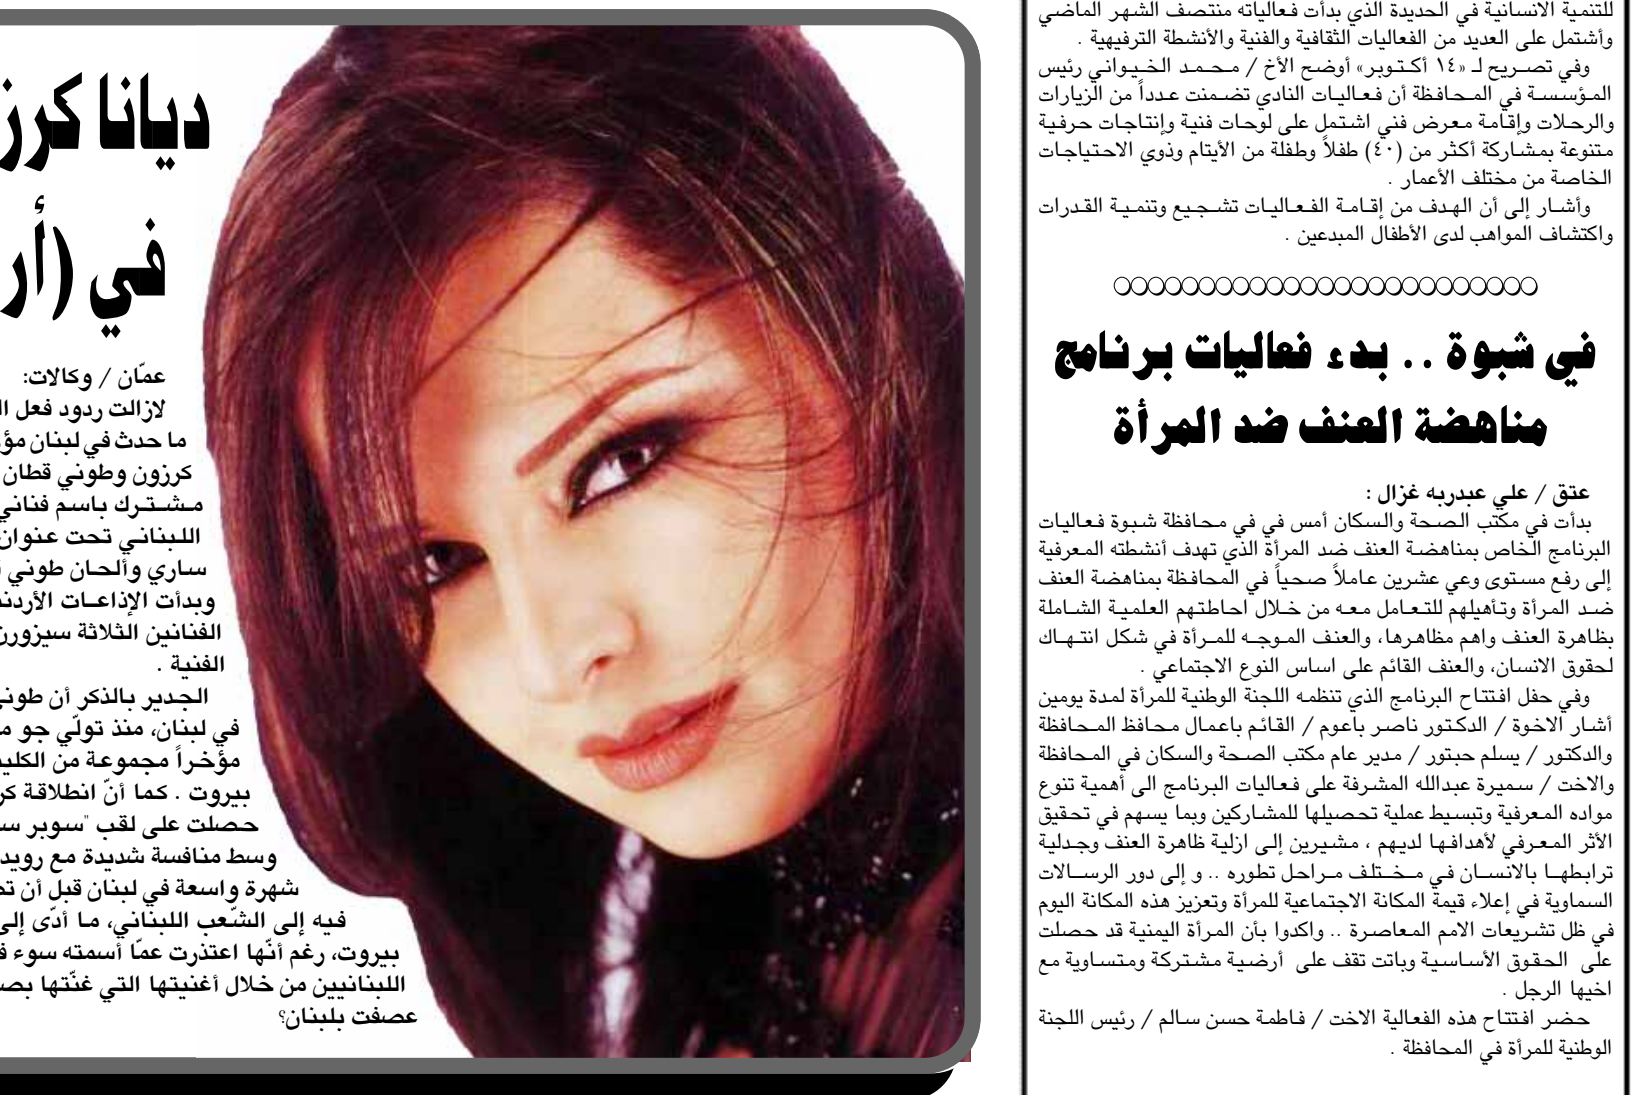 للتنمية الانسانية في الحديدة الذي بدأت فعالياته منتصف الشهر الماضي
وأشتمل على العديد من الفعاليات الثقافية والفنية والأنشطة الترفيهية .
وفي تصريح لـ «١٤ أكتوبر» أوضح الأخ / محمد الخيواني رئيس
المؤسسة في المحافظة أن فعاليات النادي تضمنت عدداً من الزيارات
والرحلات وإقامة معرض فني اشتمل على لوحات فنية وإنتاجات حرفية
متنوعة بمشاركة أكثر من (٤٠) طفلاً وطفلة من الأيتام وذوي الاحتياجات
الخاصة من مختلف الأعمار .
وأشار إلى أن الهدف من إقامة الفعاليات تشجيع وتنمية القدرات
واكتشاف المواهب لدى الأطفال المبدعين .
في شبوة .. بدء فعاليات برنامج
مناهضة العنف ضد المرأة
عتق / علي عبدربه غزال :
بدأت في مكتب الصحة والسكان أمس في في محافظة شبوة فعاليات
البرنامج الخاص بمناهضة العنف ضد المرأة الذي تهدف أنشطته المعرفية
إلى رفع مستوى وعي عشرين عاملاً صحياً في المحافظة بمناهضة العنف
ضد المرأة وتأهيلهم للتعامل معه من خلال احاطتهم العلمية الشاملة
بظاهرة العنف واهم مظاهرها، والعنف الموجه للمرأة في شكل انتهاك
لحقوق الانسان، والعنف القائم على اساس النوع الاجتماعي .
وفي حفل افتتاح البرنامج الذي تنظمه اللجنة الوطنية للمرأة لمدة يومين
أشار الاخوة / الدكتور ناصر باعوم / القائم باعمال محافظ المحافظة
والدكتور / يسلم حبتور / مدير عام مكتب الصحة والسكان في المحافظة
والاخت / سميرة عبدالله المشرفة على فعاليات البرنامج الى أهمية تنوع
مواده المعرفية وتبسيط عملية تحصيلها للمشاركين وبما يسهم في تحقيق
الأثر المعرفي لأهدافها لديهم ، مشيرين إلى ازلية ظاهرة العنف وجدلية
ترابطها بالانسان في مختلف مراحل تطوره .. و إلى دور الرسالات
السماوية في إعلاء قيمة المكانة الاجتماعية للمرأة وتعزيز هذه المكانة اليوم
في ظل تشريعات الامم المعاصرة .. واكدوا بأن المرأة اليمنية قد حصلت
على الحقوق الأساسية وباتت تقف على أرضية مشتركة ومتساوية مع
اخيها الرجل .
حضر افتتاح هذه الفعالية الاخت / فاطمة حسن سالم / رئيس اللجنة
الوطنية للمرأة في المحافظة .
ديانا كرز
في (أر
عمّان / وكالات:
لازالت ردود فعل ال
ما حدث في لبنان مؤ
كرزون وطوني قطان
مشترك باسم فناني
اللبناني تحت عنوان
ساري وألحان طوني
وبدأت الإذاعات الأردن
الفنانين الثلاثة سيزورن
الفنية .
الجدير بالذكر أن طوني
في لبنان، منذ تولّي جو م
مؤخراً مجموعة من الكلي
بيروت . كما أنّ انطلاقة كر
حصلت على لقب "سوبر س
وسط منافسة شديدة مع رويد
شهرة واسعة في لبنان قبل أن ت
فيه إلى الشّعب اللبناني، ما أدّى إلى
بيروت، رغم أنّها اعتذرت عمّا أسمته سوء ف
اللبنانيين من خلال أغنيتها التي غنّتها بص
عصفت بلبنان؟